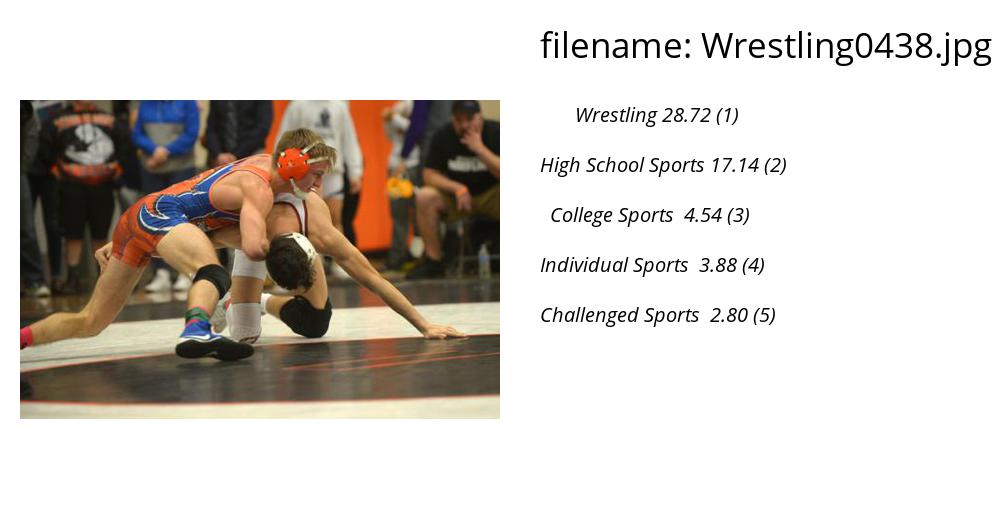 filename: Wrestling0438.jpg
Wrestling 28.72 (1)
High School Sports 17.14 (2)
College Sports 4.54 (3)
Individual Sports 3.88 (4)
Challenged Sports 2.80 (5)